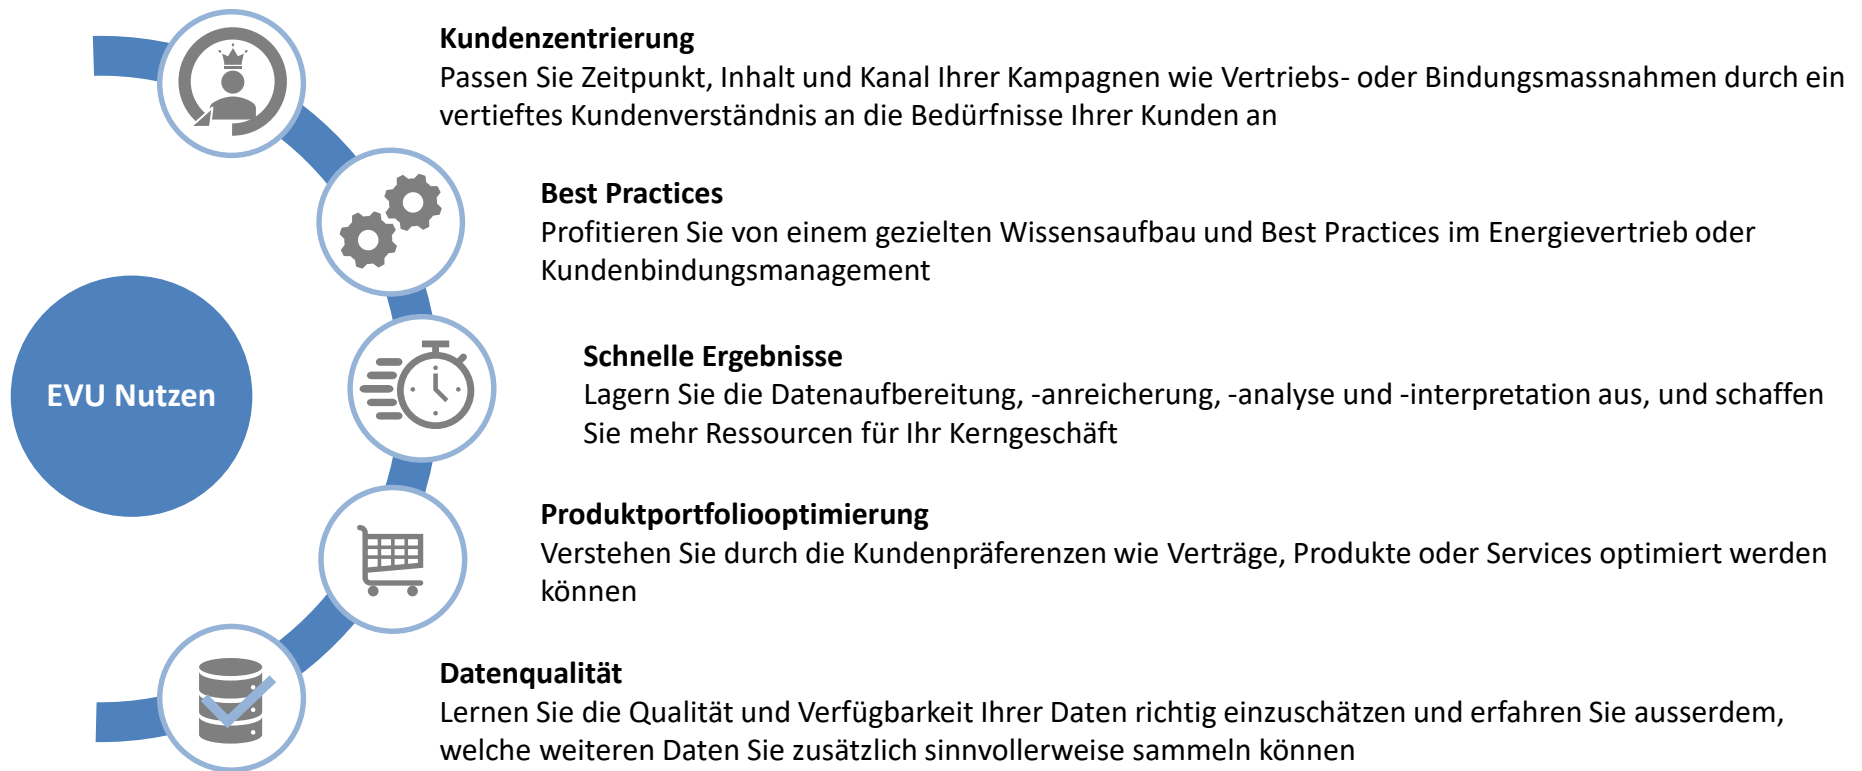 Kundenzentrierung
Passen Sie Zeitpunkt, Inhalt und Kanal Ihrer Kampagnen wie Vertriebs- oder Bindungsmassnahmen durch ein
vertieftes Kundenverständnis an die Bedürfnisse Ihrer Kunden an
Best Practices
Profitieren Sie von einem gezielten Wissensaufbau und Best Practices im Energievertrieb oder
Kundenbindungsmanagement
EVU Nutzen
Schnelle Ergebnisse
Lagern Sie die Datenaufbereitung, -anreicherung, -analyse und -interpretation aus, und schaffen
Sie mehr Ressourcen für Ihr Kerngeschäft
Produktportfoliooptimierung
Verstehen Sie durch die Kundenpräferenzen wie Verträge, Produkte oder Services optimiert werden
können
Datenqualität
Lernen Sie die Qualität und Verfügbarkeit Ihrer Daten richtig einzuschätzen und erfahren Sie ausserdem,
welche weiteren Daten Sie zusätzlich sinnvollerweise sammeln können